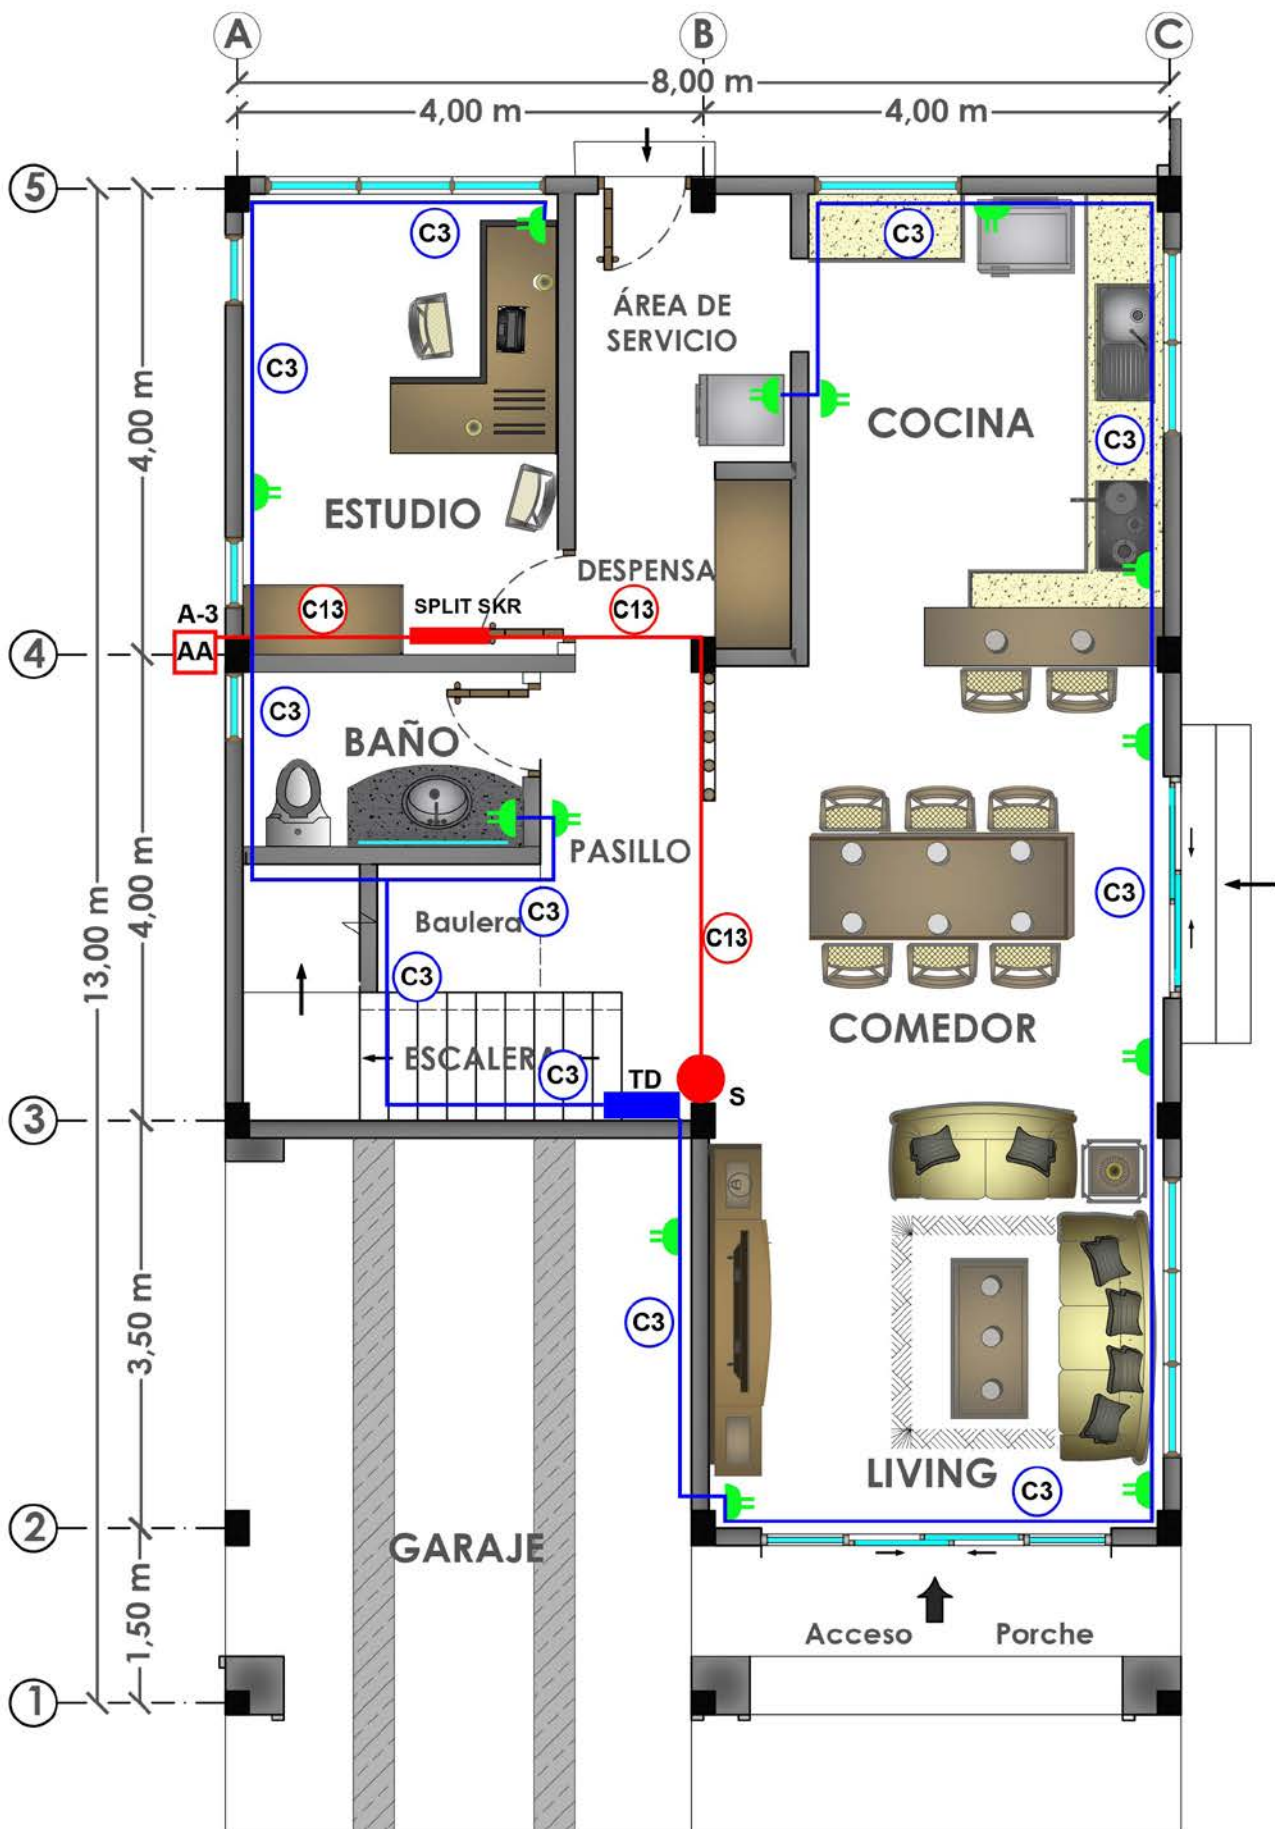 A
B
C
8,00 m
4,00 m
4,00 m
5
C3
C3
ÁREA DE
SERVICIO
C3
4,00 m
COCINA
C3
ESTUDIO
DESPENSA
A-3
C13
SPLIT SKR
C13
4
AA
C3
BAÑO
PASILLO
13,00 m
4,00 m
Baulera
C3
C3
C13
C3
COMEDOR
ESCALERA
C3
TD
S
3
3,50 m
C3
LIVING
C3
2
GARAJE
1,50 m
Acceso Porche
1